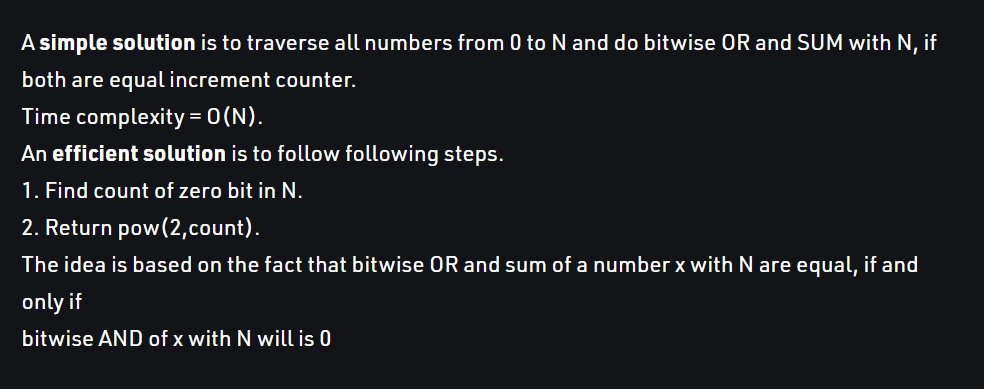 A simple solution is to traverse all numbers from 0 to N and do bitwise OR and SUM with N, if
both are equal increment counter.
Time complexity = O(N).
An efficient solution is to follow following steps.
1. Find count of zero bit in N.
2. Return pow(2,count).
The idea is based on the fact that bitwise OR and sum of a number x with N are equal, if and
only if
bitwise AND of x with N will is 0